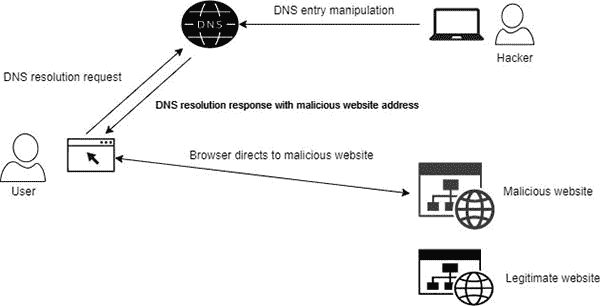 DNS entry manipulation
DNS
Hacker
DNS resolution request
DNS resolution response with malicious website address
Browser directs to malicious website
User
Malicious website
Legitimate website